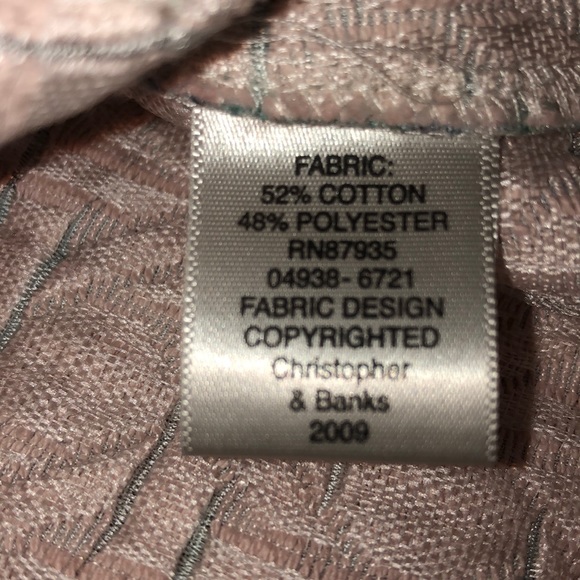 FABRIC:
52% COTTON
48% POLYESTER
RN87935
04938-6721
FABRIC DESIGN
COPYRIGHTED
Christopher
& Banks
2009